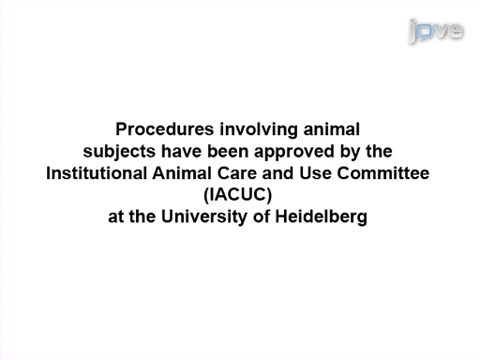 jove
Procedures involving animal
subjects have been approved by the
Institutional Animal Care and Use Committee
(IACUC)
at the University of Heidelberg